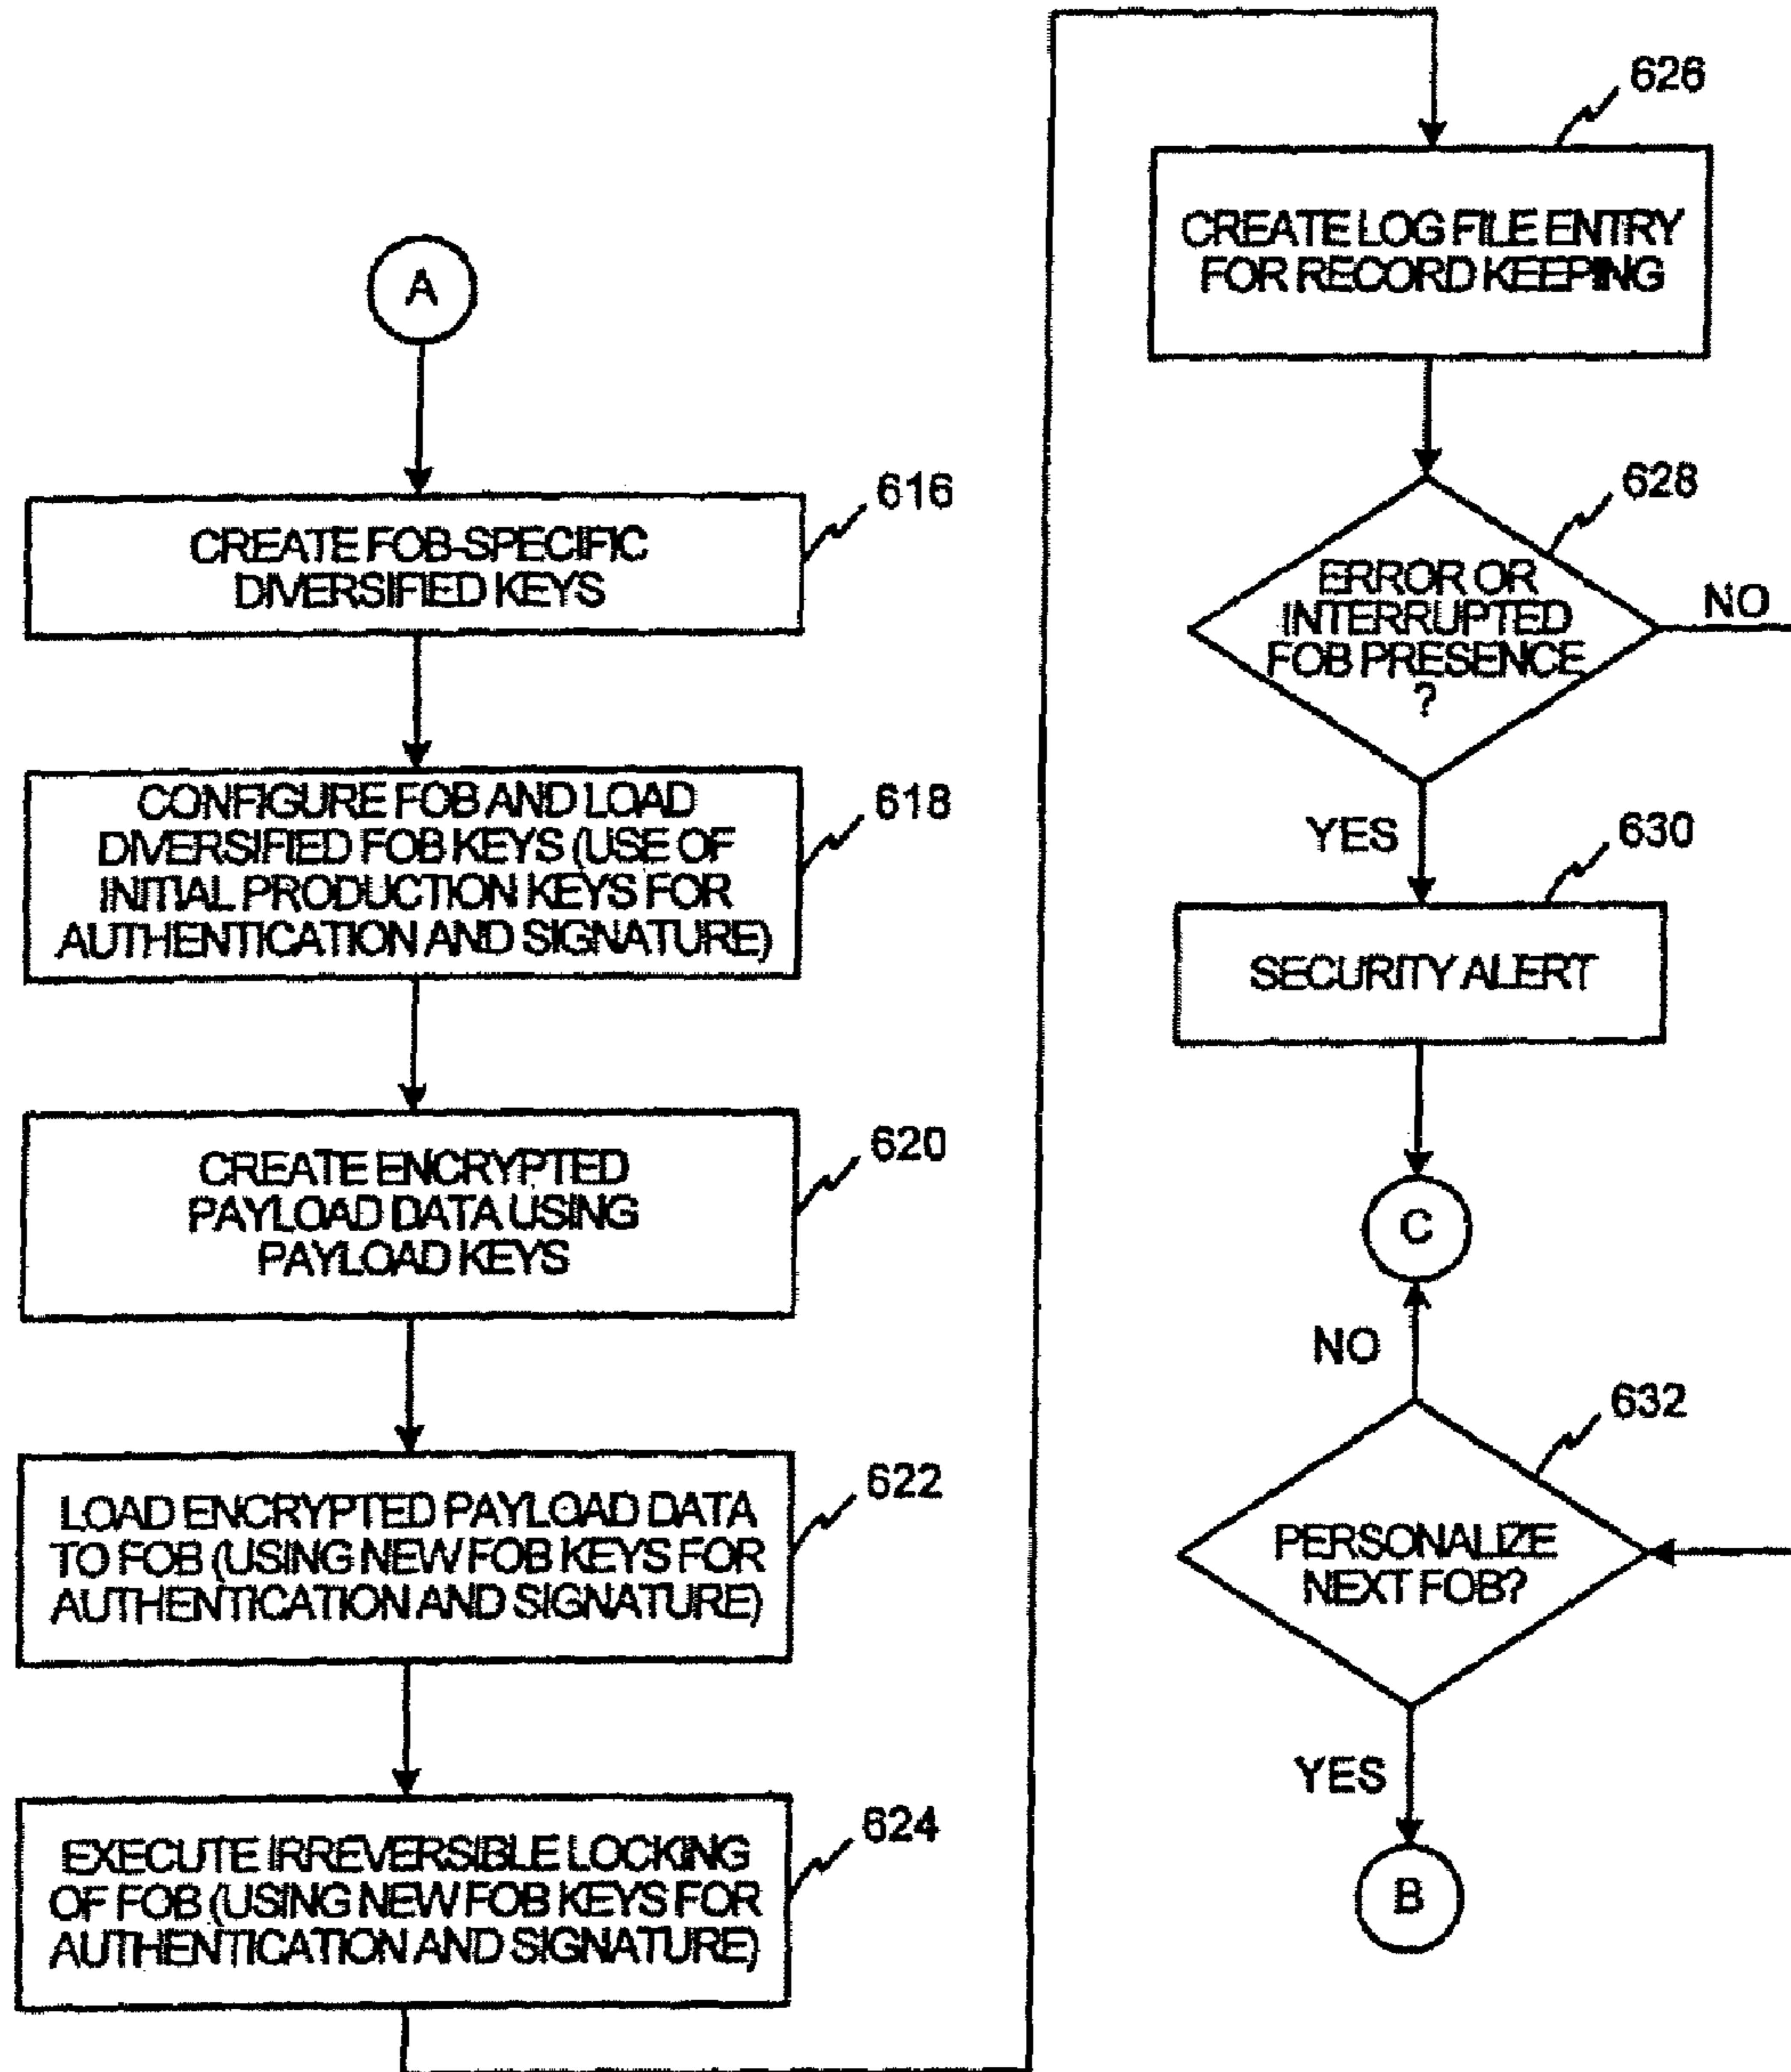 A
616
CREATE FOB-SPECIFIC
DIVERSIFIED KEYS
618
CONFIGURE FOB AND LOAD
DIVERSIFIED FOB KEYS (USE OF
INITIAL PRODUCTION KEYS FOR
AUTHENTICATION AND SIGNATURE)
620
CREATE ENCRYPTED
PAYLOAD DATA USING
PAYLOAD KEYS
622
LOAD ENCRYPTED PAYLOAD DATA
TO FOB (USING NEW FOB KEYS FOR
AUTHENTICATION AND SIGNATURE)
624
EXECUTE IRREVERSIBLE LOCKING
OF FOB (USING NEW FOB KEYS FOR
AUTHENTICATION AND SIGNATURE)
626
CREATE LOG FILE ENTRY
FOR RECORD KEEPING
628
ERROR OR
INTERRUPTED
FOB PRESENCE
?
NO
YES
630
SECURITY ALERT
C
NO
632
PERSONALIZE
NEXT FOB?
YES
B